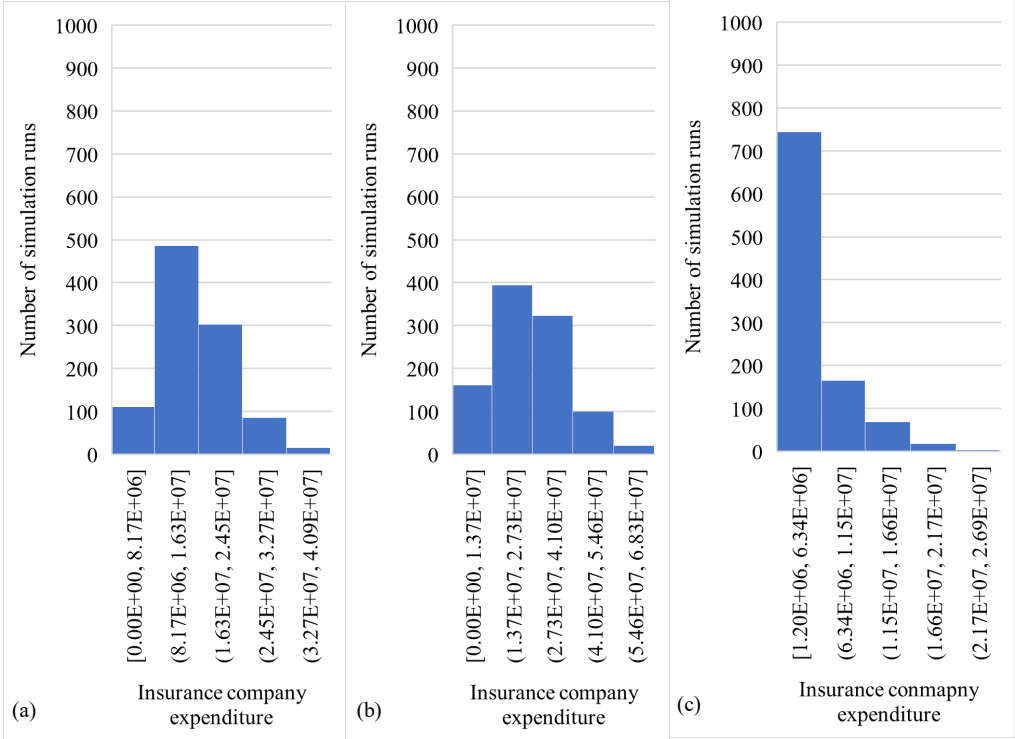 1000
900
800
700
600
500
400
300
200
100
0
Number of simulation runs
[0.00E+00, 8.17E+06]
(8.17E+06, 1.63E+07]
(1.63E+07, 2.45E+07]
(2.45E+07, 3.27E+07]
(3.27E+07, 4.09E+07]
Insurance company
expenditure
(a)
1000
900
800
700
600
500
400
300
200
100
0
Number of simulation runs
[0.00E+00, 1.37E+07]
(1.37E+07, 2.73E+07]
(2.73E+07, 4.10E+07]
(4.10E+07, 5.46E+07]
(5.46E+07, 6.83E+07]
Insurance company
expenditure
(b)
1000
900
800
700
600
500
400
300
200
100
0
Number of simulation runs
[1.20E+06, 6.34E+06]
(6.34E+06, 1.15E+07]
(1.15E+07, 1.66E+07]
(1.66E+07, 2.17E+07]
(2.17E+07, 2.69E+07]
Insurance conmapny
expenditure
(c)